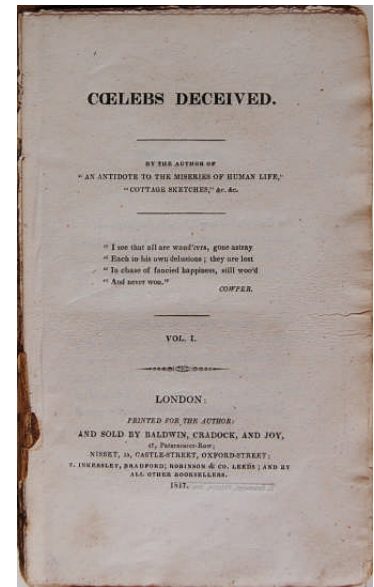 CŒLEBS DECEIVED.
BY THE AUTHOR OF
"AN ANTIDOTE TO THE MISERIES OF HUMAN LIFE,"
"COTTAGE SKETCHES," &c. &c.
" I see that all are wand'rers, gone astray
" Each in his own delusions ; they are lost
" In chase of fancied happiness, still woo'd
" And never won."
COWPER.
VOL. I.
LONDON:
PRINTED FOR THE AUTHOR:
AND SOLD BY BALDWIN, CRADOCK, AND JOY,
47, Paternoster-Row;
NISBET, 15, CASTLE-STREET, OXFORD-STREET;
T. INKERSLEY, BRADFORD; ROBINSON & CO. LEEDS; AND BY
ALL OTHER BOOKSELLERS.
1817.